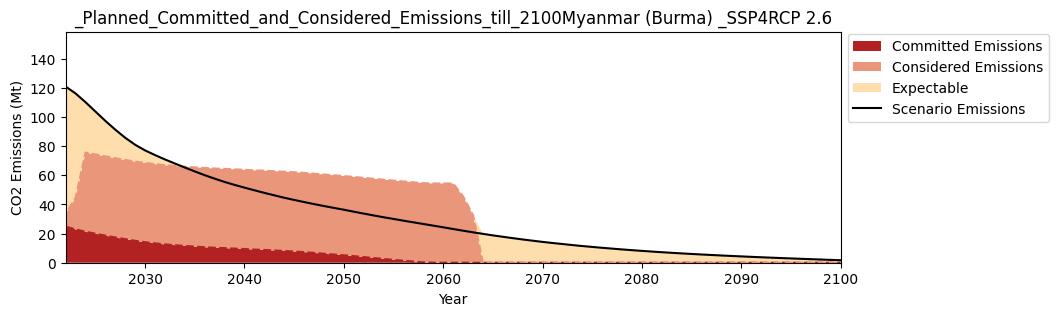 _Planned_Committed_and_Considered_Emissions_till_2100Myanmar (Burma) _SSP4RCP 2.6
CO2 Emissions (Mt)
140
120
100
80
60
40
20
0
2030 2040 2050 2060 2070 2080 2090 2100
Year
Committed Emissions
Considered Emissions
Expectable
Scenario Emissions